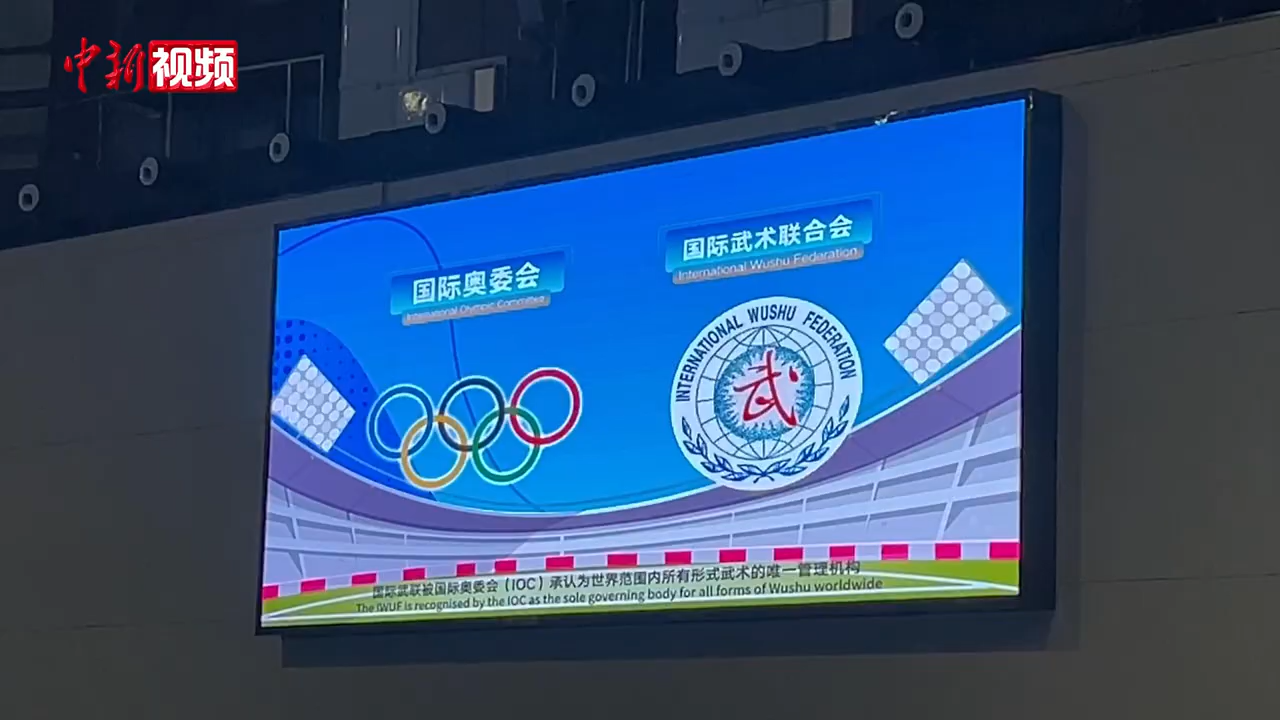 中新视频
国际奥委会
International Olympic Committee
国际武术联合会
International Wushu Federation
INTERNATIONAL WUSHU FEDERATION
武
国际武联被国际奥委会（IOC）承认为世界范围内所有形式武术的唯一管理机构
The IWUF is recognised by the IOC as the sole governing body for all forms of Wushu worldwide